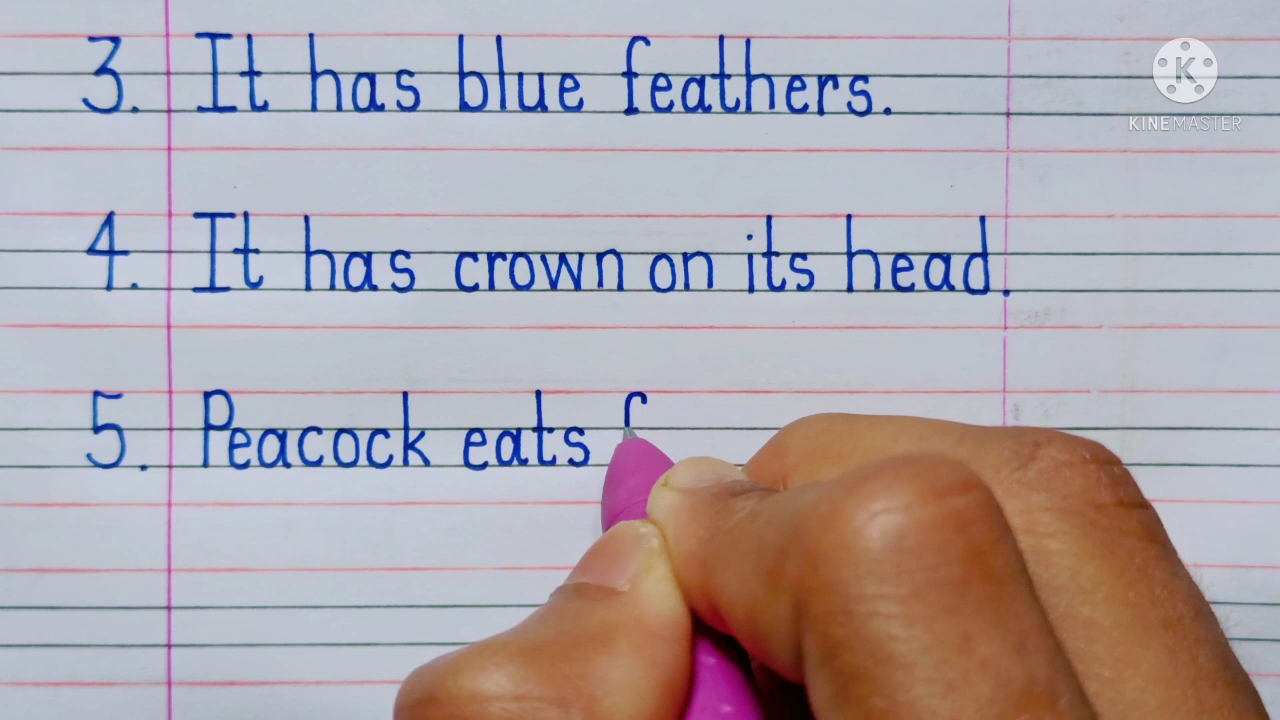 3. It has blue feathers.
KINEMASTER
4. It has crown on its head.
5. Peacock eats f